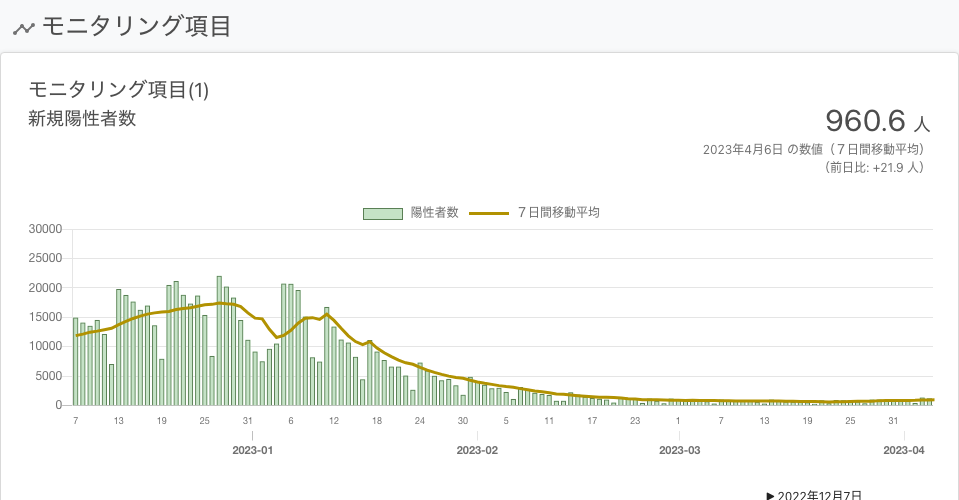 モニタリング項目
モニタリング項目(1)
新規陽性者数
960.6 人
2023年4月6日 の数値（７日間移動平均）
（前日比: +21.9 人）
陽性者数 ７日間移動平均
30000
25000
20000
15000
10000
5000
0
7 13 19 25 31 6 12 18 24 30 5 11 17 23 1 7 13 19 25 31
2023-01 2023-02 2023-03 2023-04
▶ 2022年12月7日